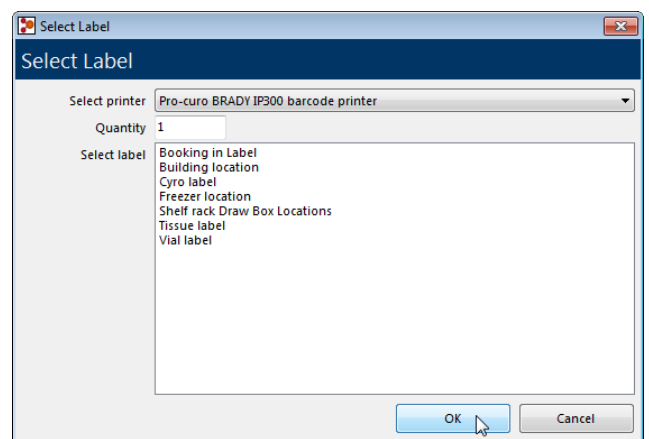 Select Label
Select Label
Select printer Pro-curo BRADY IP300 barcode printer
Quantity 1
Select label Booking in Label
Building location
Cyro label
Freezer location
Shelf rack Draw Box Locations
Tissue label
Vial label
OK Cancel